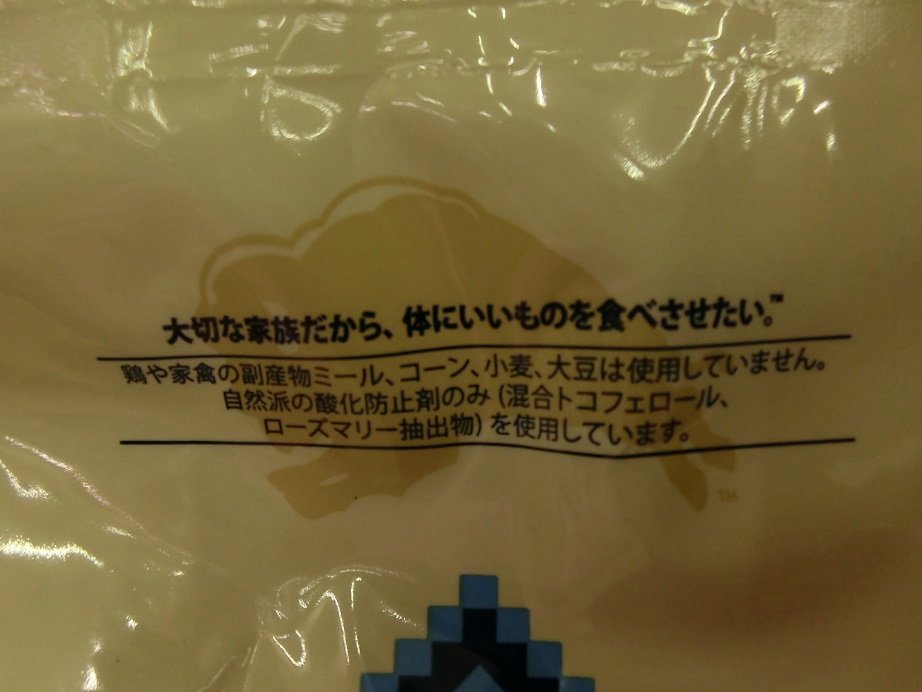 大切な家族だから、体にいいものを食べさせたい。™
鶏や家禽の副産物ミール、コーン、小麦、大豆は使用していません。
自然派の酸化防止剤のみ（混合トコフェロール、
ローズマリー抽出物）を使用しています。
TM